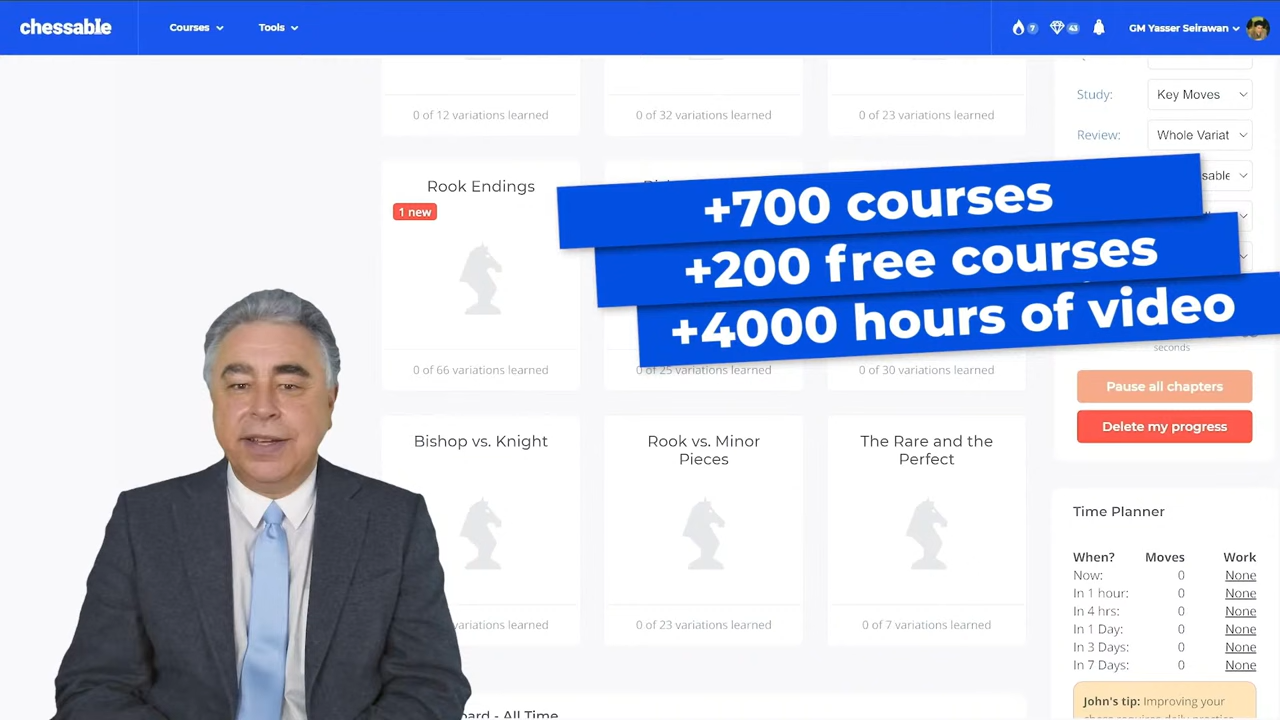 chessable
Courses
Tools
7
43
GM Yasser Seirawan
0 of 12 variations learned
0 of 32 variations learned
0 of 23 variations learned
Study:
Key Moves
Review:
Whole Variat
Rook Endings
1 new
+700 courses
+200 free courses
+4000 hours of video
seconds
0 of 66 variations learned
0 of 25 variations learned
0 of 30 variations learned
Pause all chapters
Delete my progress
Bishop vs. Knight
Rook vs. Minor
Pieces
The Rare and the
Perfect
variations learned
0 of 23 variations learned
0 of 7 variations learned
Time Planner
When? Moves Work
Now: 0 None
In 1 hour: 0 None
In 4 hrs: 0 None
In 1 Day: 0 None
In 3 Days: 0 None
In 7 Days: 0 None
John's tip: Improving your
oard - All Time